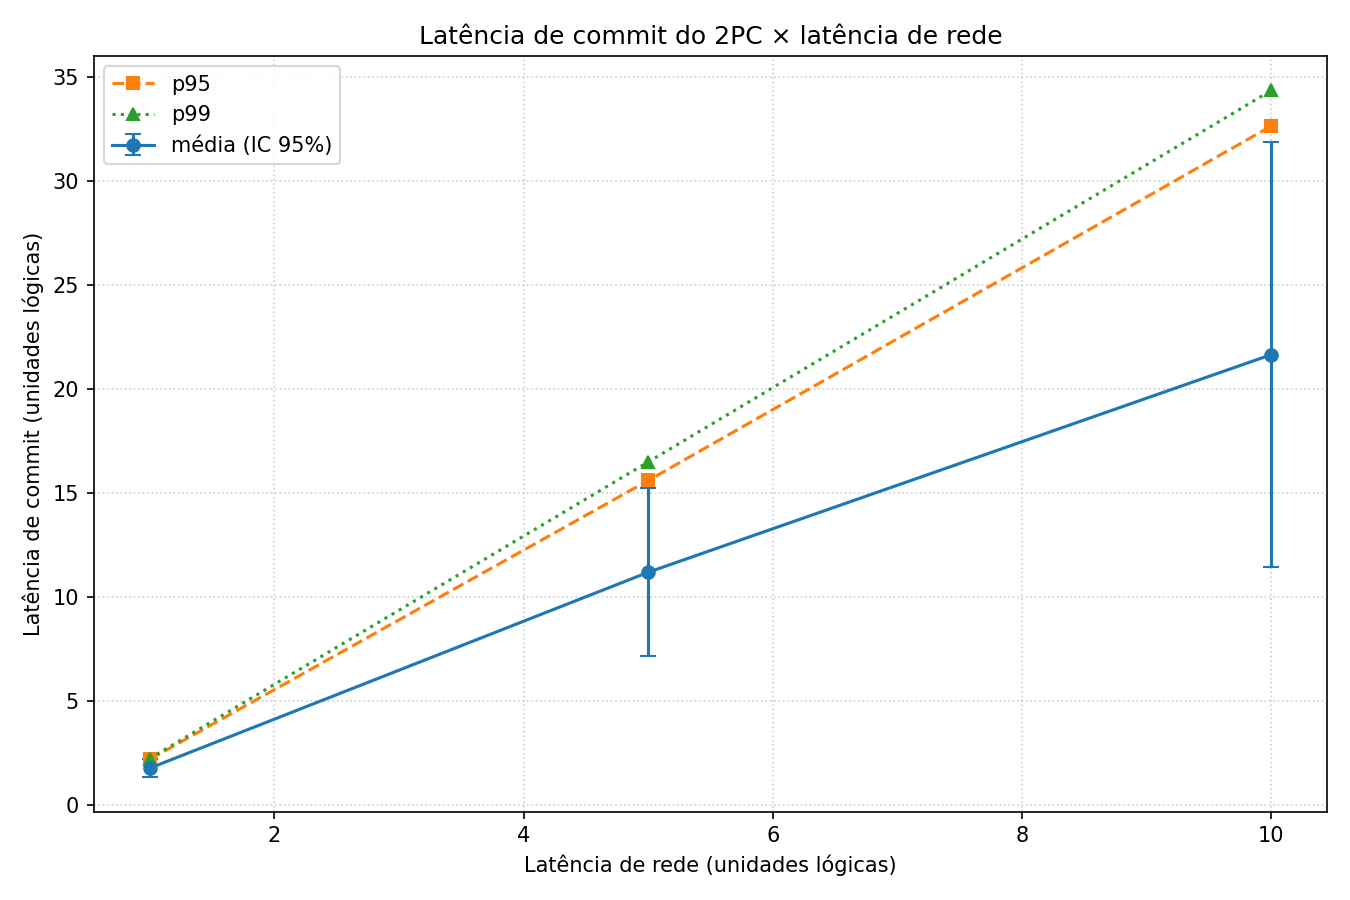 Latência de commit do 2PC × latência de rede
p95
p99
média (IC 95%)
Latência de commit (unidades lógicas)
35
30
25
20
15
10
5
0
2
4
6
8
10
Latência de rede (unidades lógicas)